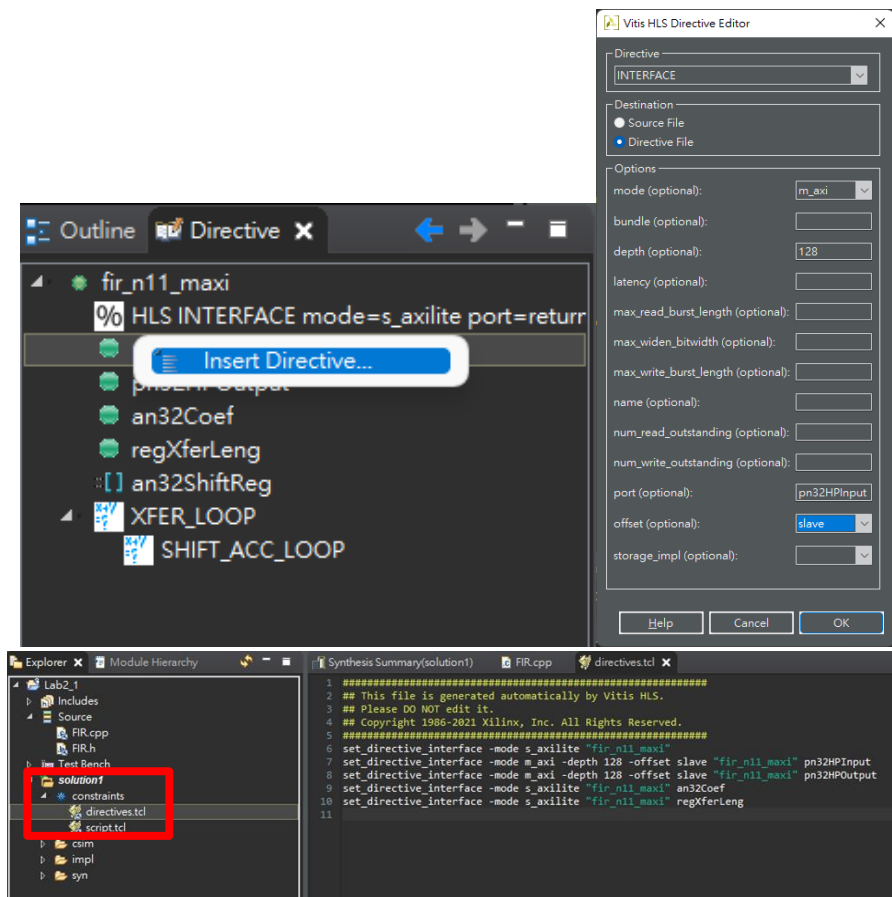 Vitis HLS Directive Editor
Directive
INTERFACE
Destination
Source File
Directive File
Options
mode (optional): m_axi
bundle (optional):
depth (optional): 128
latency (optional):
max_read_burst_length (optional):
max_widen_bitwidth (optional):
max_write_burst_length (optional):
name (optional):
num_read_outstanding (optional):
num_write_outstanding (optional):
port (optional): pn32HPInput
offset (optional): slave
storage_impl (optional):
Help Cancel OK
Outline Directive
fir_n11_maxi
% HLS INTERFACE mode=s_axilite port=return
Insert Directive...
an32Coef
regXferLeng
an32ShiftReg
XFER_LOOP
SHIFT_ACC_LOOP
Explorer Module Hierarchy
Lab2_1
Includes
Source
FIR.cpp
FIR.h
Test Bench
solution1
constraints
directives.tcl
script.tcl
csim
impl
syn
Synthesis Summary(solution1) FIR.cpp directives.tcl
1 ############################################################
2 ## This file is generated automatically by Vitis HLS.
3 ## Please DO NOT edit it.
4 ## Copyright 1986-2021 Xilinx, Inc. All Rights Reserved.
5 ############################################################
6 set_directive_interface -mode s_axilite "fir_n11_maxi"
7 set_directive_interface -mode m_axi -depth 128 -offset slave "fir_n11_maxi" pn32HPInput
8 set_directive_interface -mode m_axi -depth 128 -offset slave "fir_n11_maxi" pn32HPOutput
9 set_directive_interface -mode s_axilite "fir_n11_maxi" an32Coef
10 set_directive_interface -mode s_axilite "fir_n11_maxi" regXferLeng
11